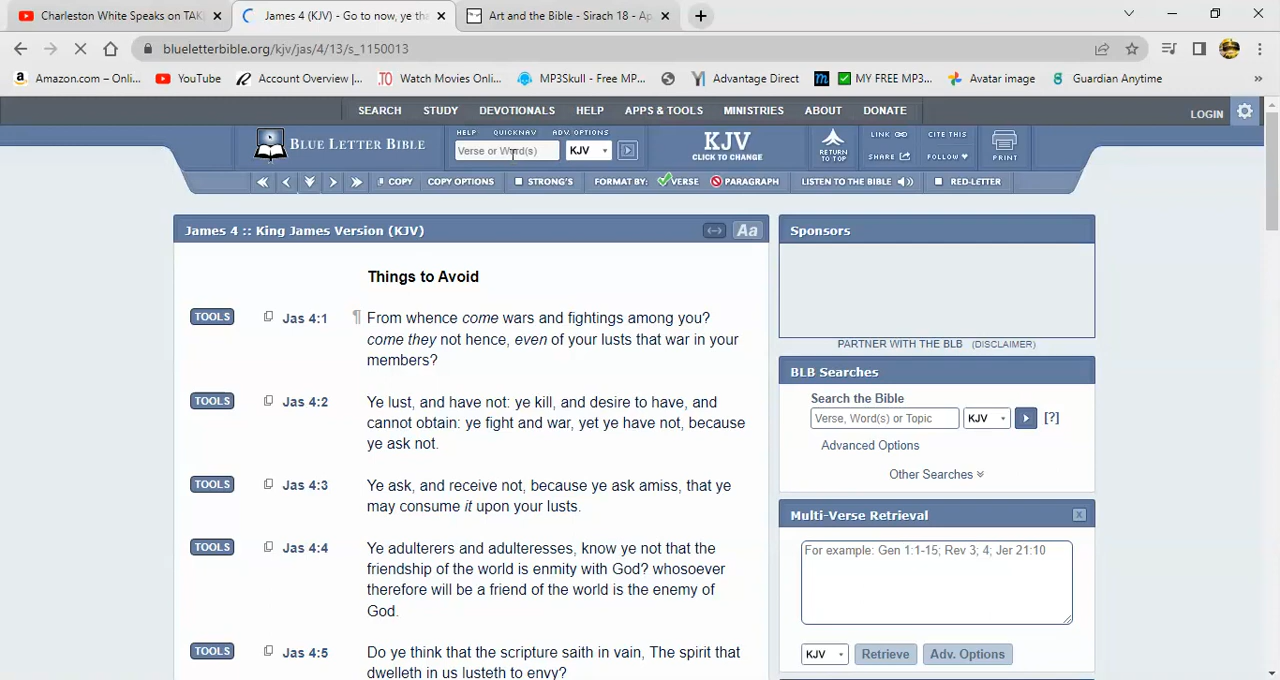 Charleston White Speaks on TAKE
James 4 (KJV) - Go to now, ye tha
Art and the Bible - Sirach 18 - Ap
blueletterbible.org/kjv/jas/4/13/s_1150013
Amazon.com – Onli...
YouTube
Account Overview |...
TO Watch Movies Onl...
MP3Skull - Free MP...
Advantage Direct
MY FREE MP3...
Avatar image
Guardian Anytime
»
SEARCH STUDY DEVOTIONALS HELP APPS & TOOLS MINISTRIES ABOUT DONATE
LOGIN
BLUE LETTER BIBLE
HELP QUICKNAV ADV. OPTIONS
Verse or Word(s) KJV
KJV
CLICK TO CHANGE
RETURN
TO TOP
LINK
SHARE
CITE THIS
FOLLOW
PRINT
COPY COPY OPTIONS STRONG'S FORMAT BY: VERSE PARAGRAPH LISTEN TO THE BIBLE RED-LETTER
James 4 :: King James Version (KJV)
Aa
Things to Avoid
TOOLS Jas 4:1 ¶ From whence come wars and fightings among you?
come they not hence, even of your lusts that war in your
members?
TOOLS Jas 4:2 Ye lust, and have not: ye kill, and desire to have, and
cannot obtain: ye fight and war, yet ye have not, because
ye ask not.
TOOLS Jas 4:3 Ye ask, and receive not, because ye ask amiss, that ye
may consume it upon your lusts.
TOOLS Jas 4:4 Ye adulterers and adulteresses, know ye not that the
friendship of the world is enmity with God? whosoever
therefore will be a friend of the world is the enemy of
God.
TOOLS Jas 4:5 Do ye think that the scripture saith in vain, The spirit that
dwelleth in us lusteth to envy?
Sponsors
PARTNER WITH THE BLB (DISCLAIMER)
BLB Searches
Search the Bible
Verse, Word(s) or Topic KJV [?]
Advanced Options
Other Searches
Multi-Verse Retrieval X
For example: Gen 1:1-15; Rev 3; 4; Jer 21:10
KJV Retrieve Adv. Options